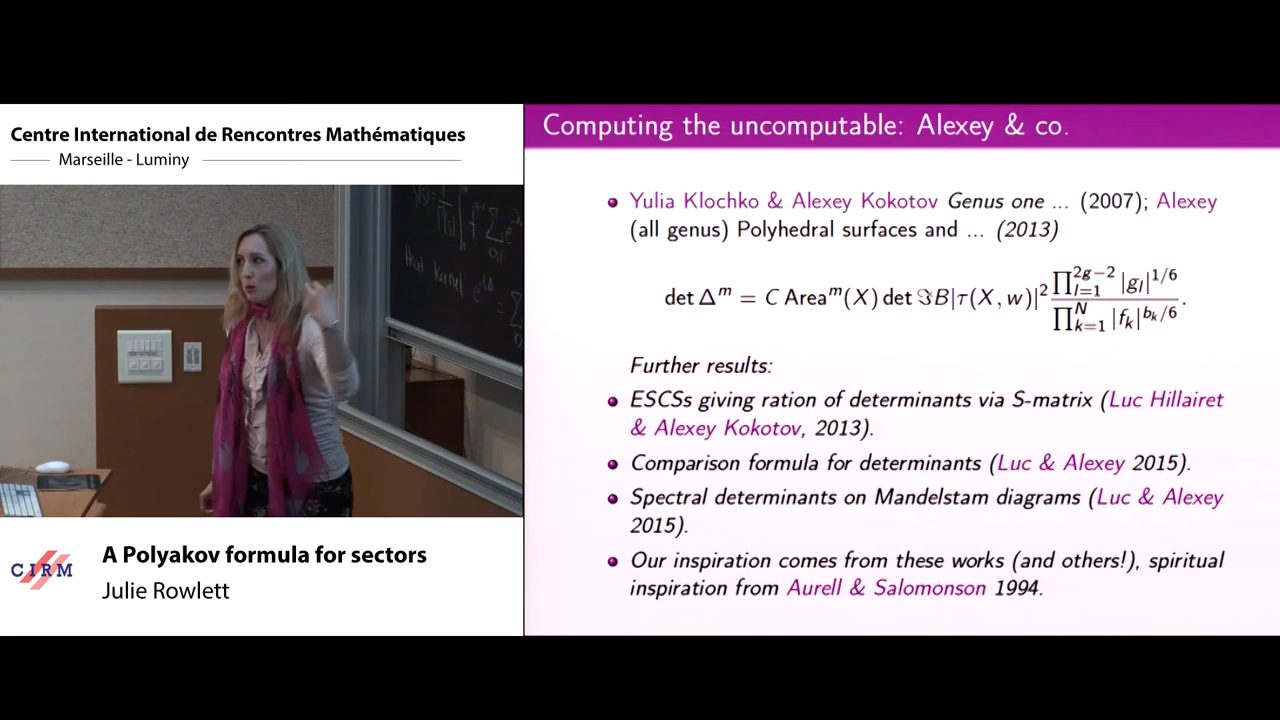 Centre International de Rencontres Mathématiques
Marseille - Luminy
Heat kernel
A Polyakov formula for sectors
Julie Rowlett
CIRM
Computing the uncomputable: Alexey & co.
Yulia Klochko & Alexey Kokotov Genus one ... (2007); Alexey
(all genus) Polyhedral surfaces and ... (2013)
det Δ^m = C Area^m(X) det ℑB|τ(X, w)|^2 ∏_{l=1}^{2g−2} |g_l|^{1/6} / ∏_{k=1}^{N} |f_k|^{b_k/6}.
Further results:
ESCSs giving ration of determinants via S-matrix (Luc Hillairet
& Alexey Kokotov, 2013).
Comparison formula for determinants (Luc & Alexey 2015).
Spectral determinants on Mandelstam diagrams (Luc & Alexey
2015).
Our inspiration comes from these works (and others!), spiritual
inspiration from Aurell & Salomonson 1994.